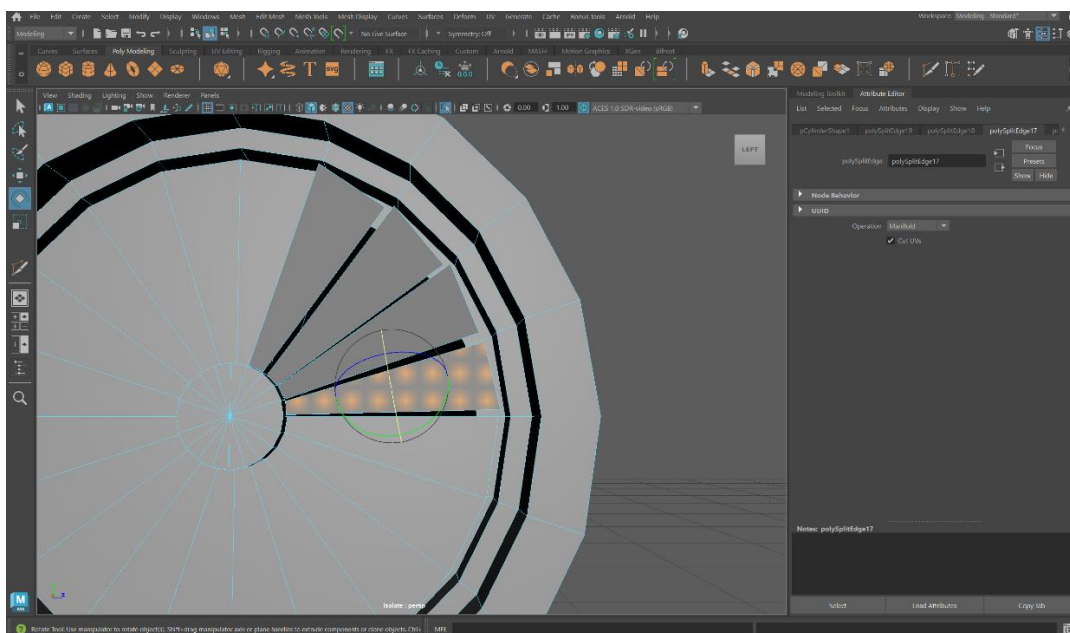 File Edit Create Select Modify Display Windows Mesh Edit Mesh Mesh Tools Mesh Display Curves Surfaces Deform UV Generate Cache Bonus Tools Arnold Help
Workspace: Modeling - Standard*
Modeling
No Live Surface
Symmetry: Off
Curves Surfaces Poly Modeling Sculpting UV Editing Rigging Animation Rendering FX FX Caching Custom Arnold MASH Motion Graphics XGen Bifrost
View Shading Lighting Show Renderer Panels
0.00 1.00 ACES 1.0 SDR-video (sRGB)
LEFT
Isolate : persp
Modeling Toolkit Attribute Editor
List Selected Focus Attributes Display Show Help
pCylinderShape1 polySplitEdge19 polySplitEdge18 polySplitEdge17
polySplitEdge: polySplitEdge17
Focus
Presets
Show Hide
Node Behavior
UUID
Operation Manifold
Cut UVs
Notes: polySplitEdge17
Select Load Attributes Copy Tab
M
Rotate Tool: Use manipulator to rotate object(s). Shift+drag manipulator axis or plane handles to extrude components or clone objects. Ctrl+
MEL